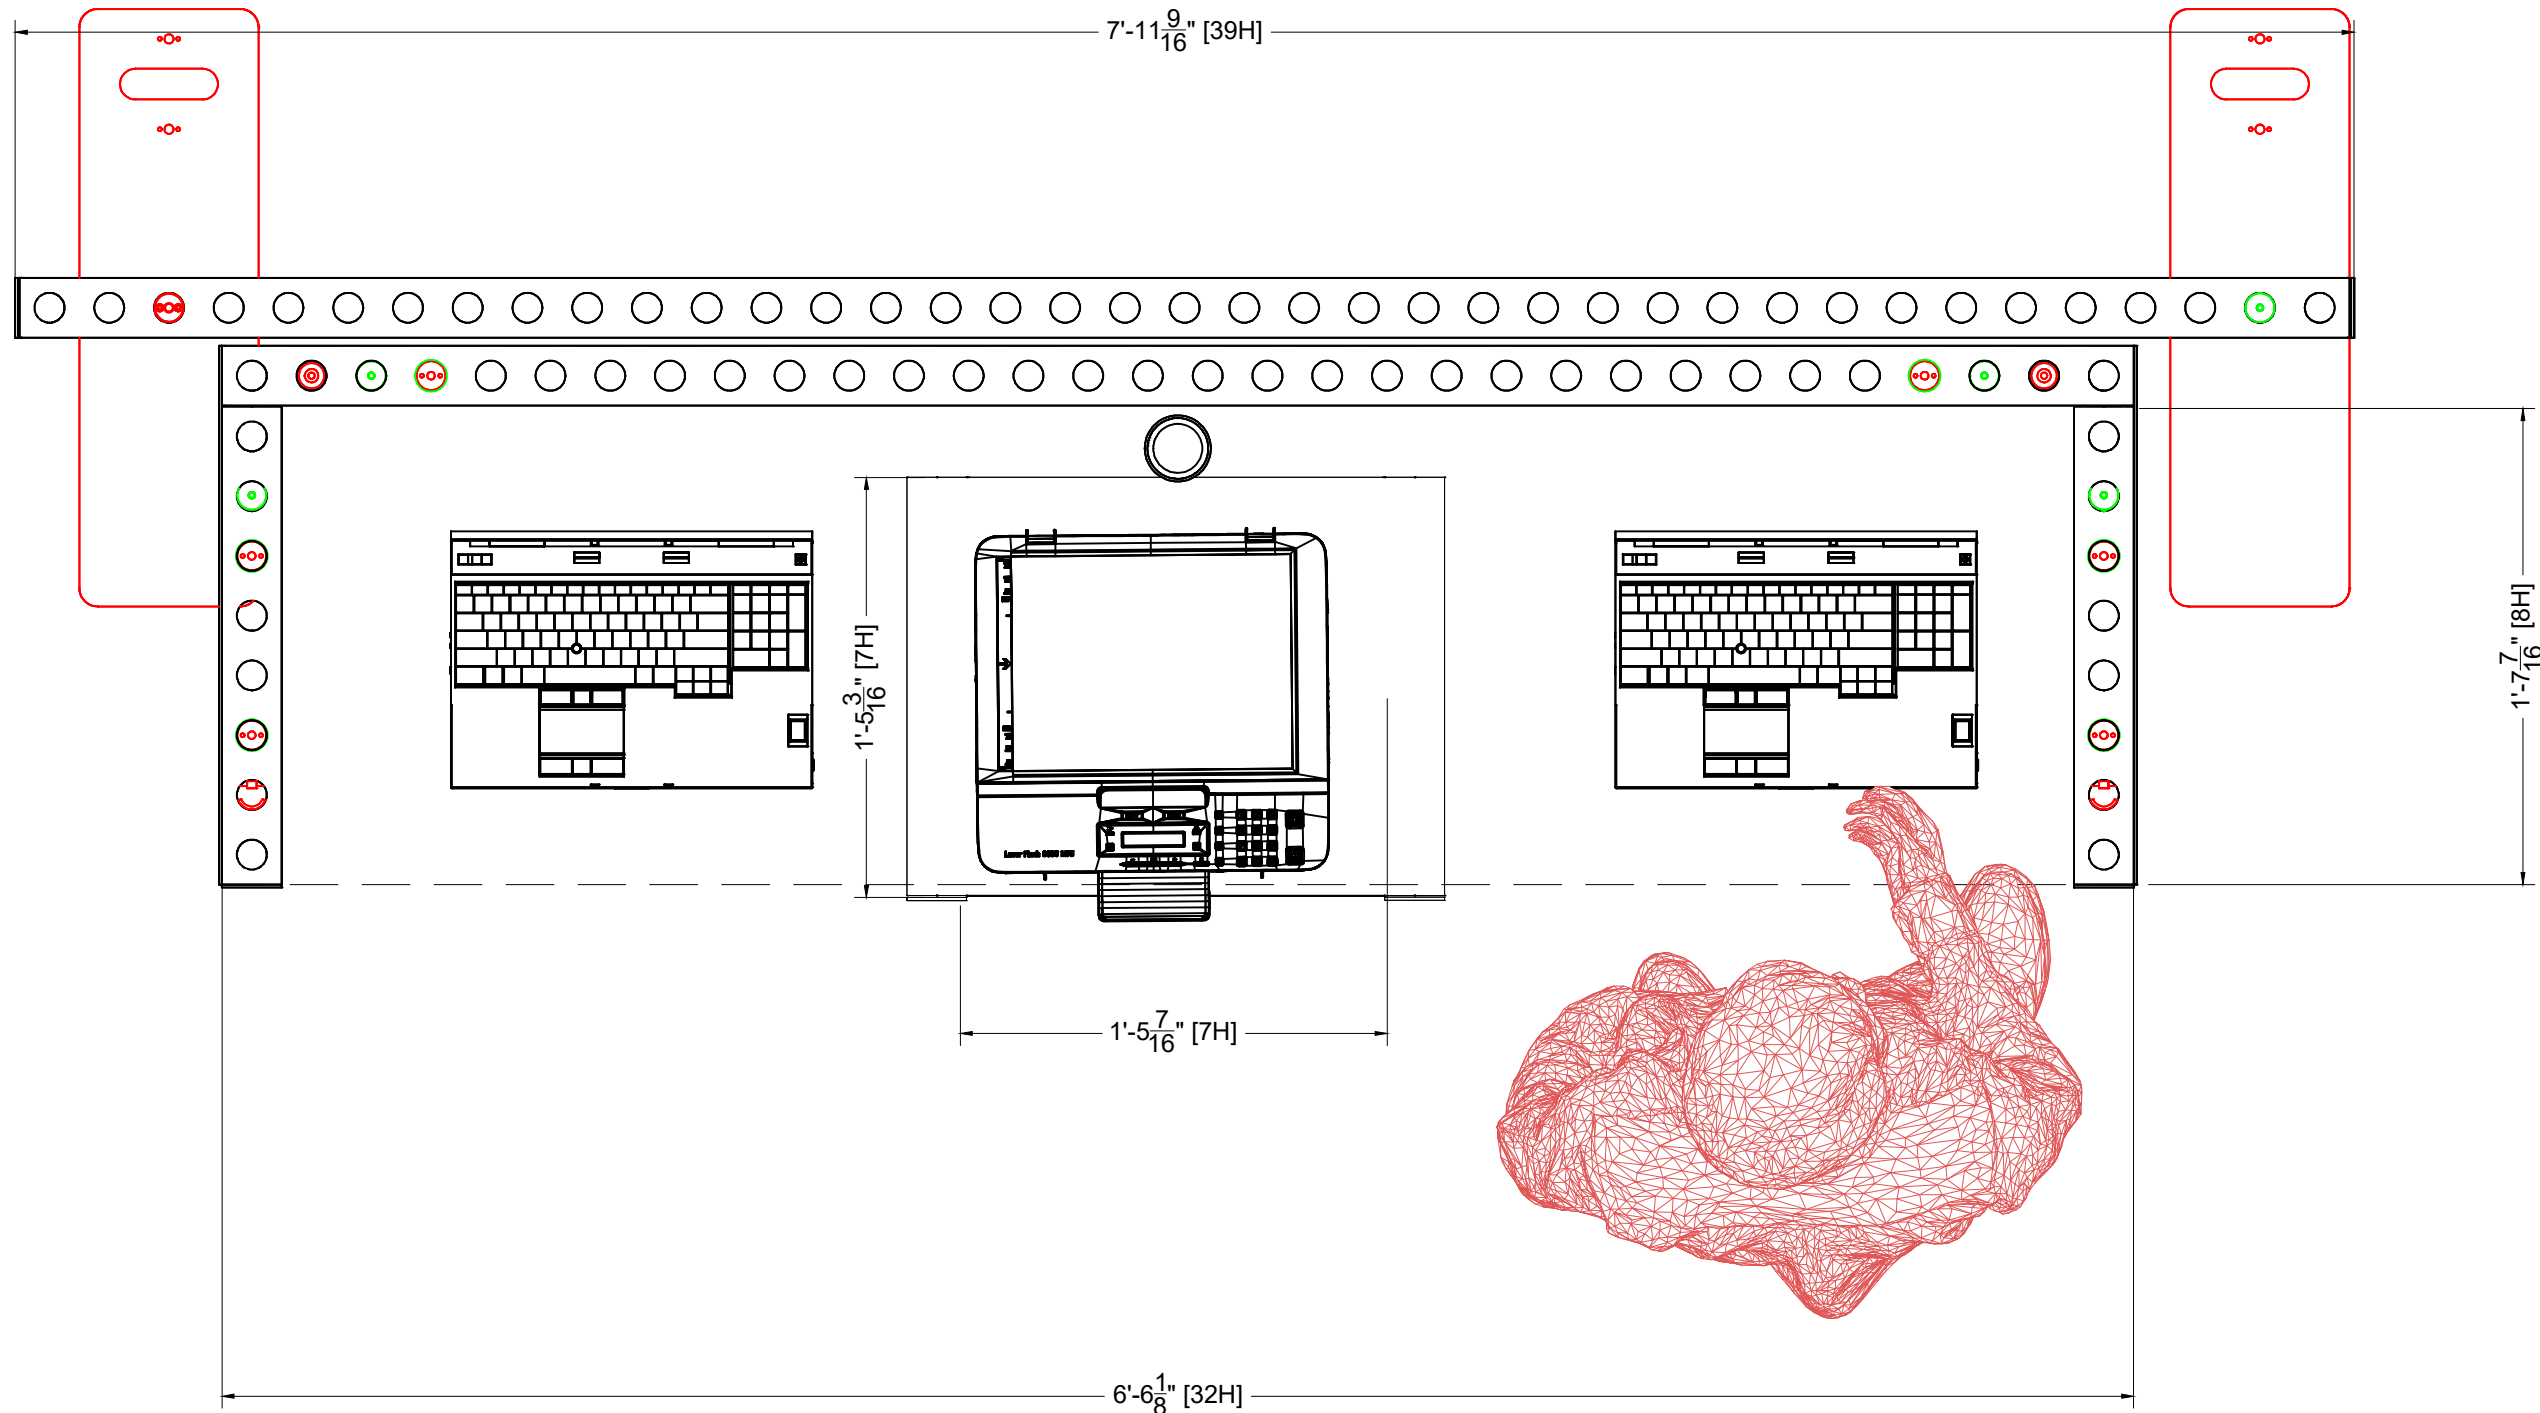 7'-11 9/16" [39H]
1'-5 3/16" [7H]
1'-7 7/16" [8H]
1'-5 7/16" [7H]
6'-6 1/8" [32H]